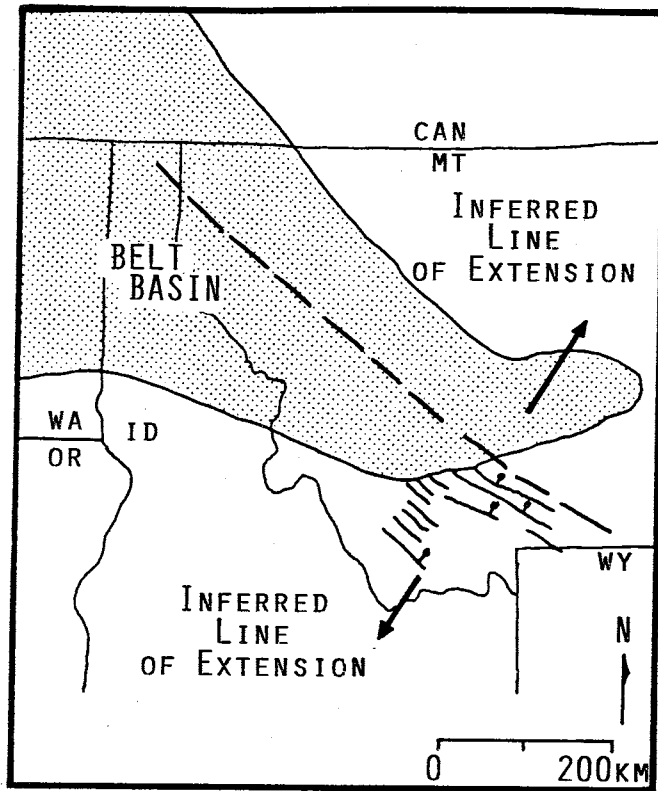 CAN
MT
INFERRED
LINE
OF EXTENSION
BELT
BASIN
WA
ID
OR
WY
INFERRED
LINE
OF EXTENSION
N
0
200KM